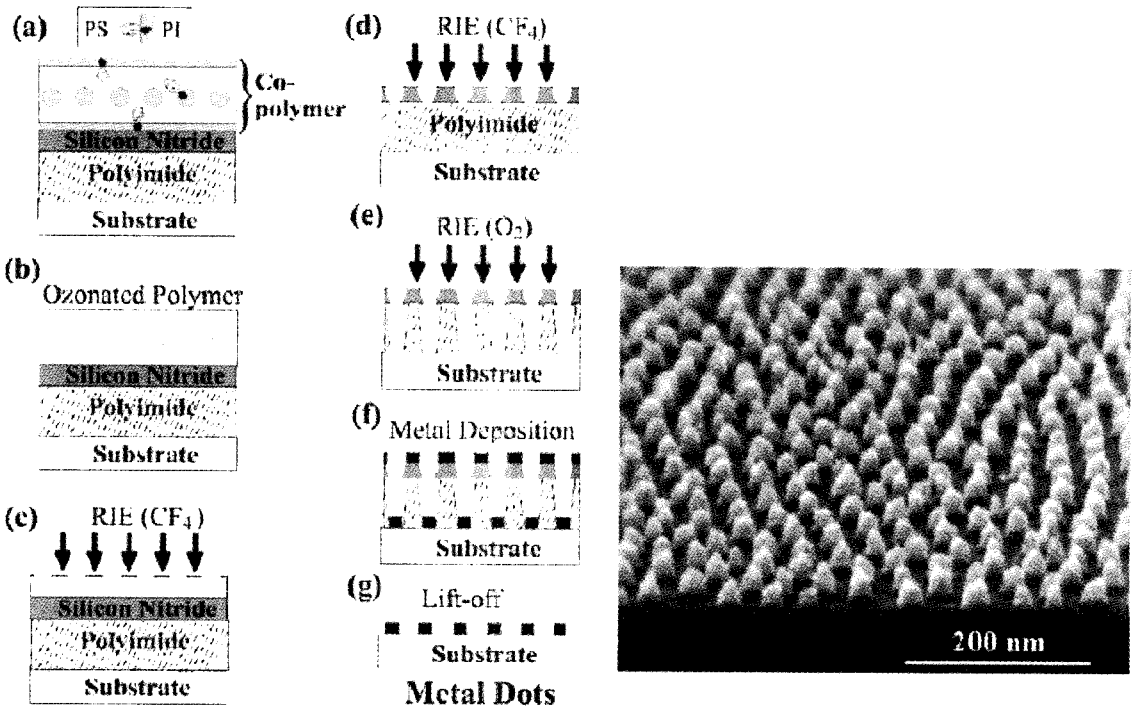 (a)
PS PI
Co-
polymer
Silicon Nitride
Polyimide
Substrate
(b)
Ozonated Polymer
Silicon Nitride
Polyimide
Substrate
(c)
RIE (CF₄)
Silicon Nitride
Polyimide
Substrate
(d)
RIE (CF₄)
Polyimide
Substrate
(e)
RIE (O₂)
Substrate
(f)
Metal Deposition
Substrate
(g)
Lift-off
Substrate
Metal Dots
200 nm